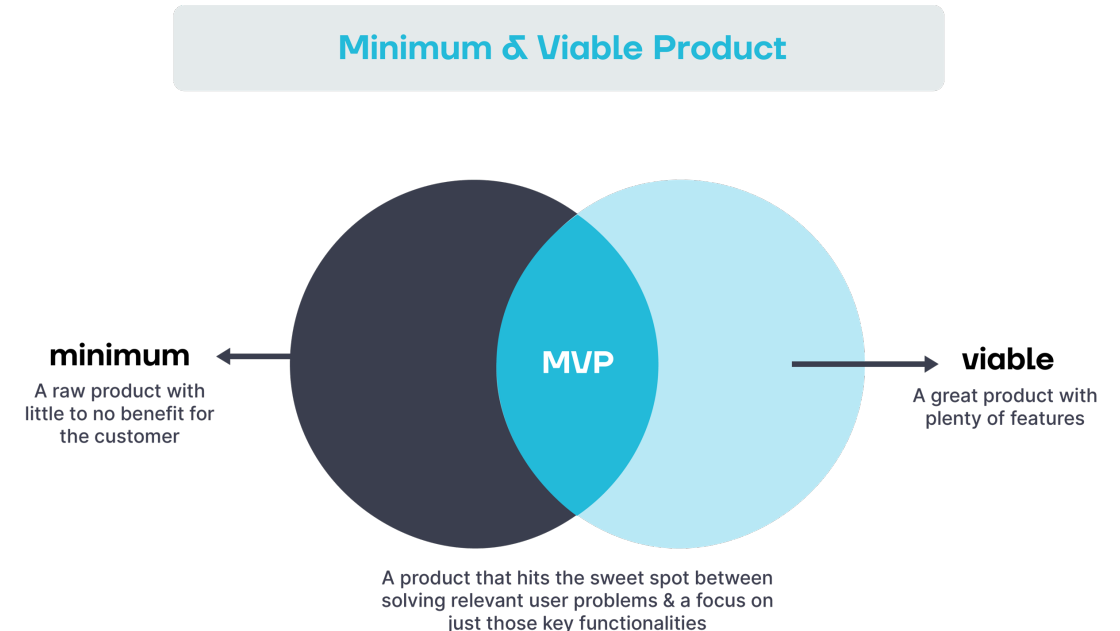 Minimum & Viable Product
minimum
A raw product with
little to no benefit for
the customer
MVP
viable
A great product with
plenty of features
A product that hits the sweet spot between
solving relevant user problems & a focus on
just those key functionalities